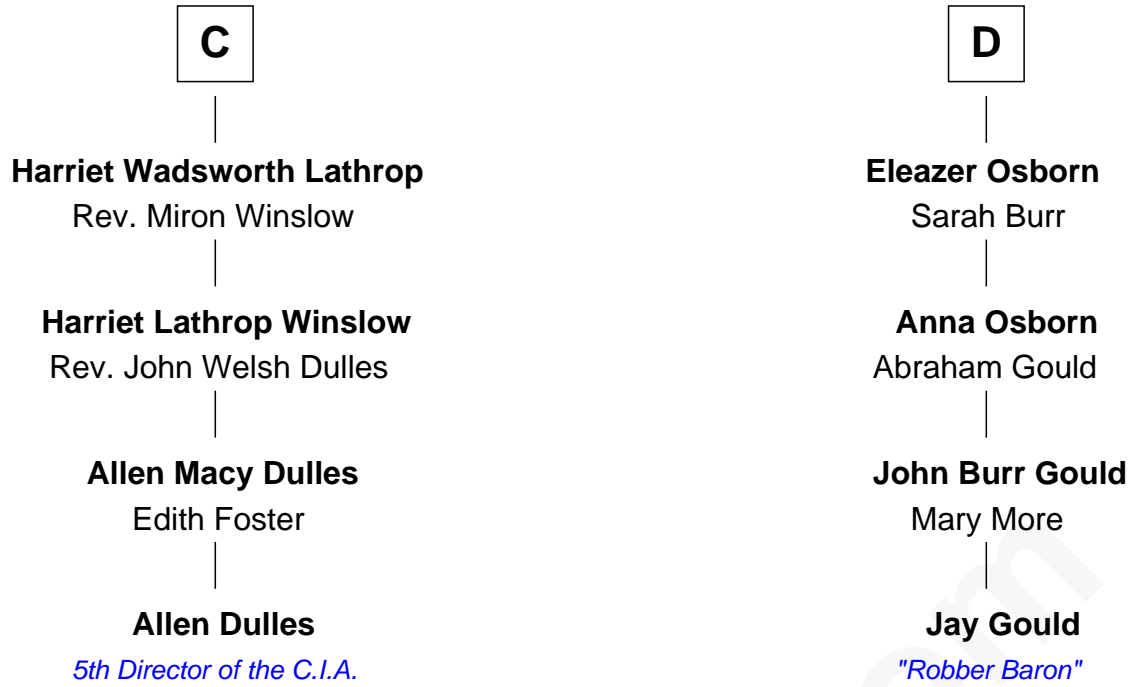 C
Harriet Wadsworth Lathrop
Rev. Miron Winslow
Harriet Lathrop Winslow
Rev. John Welsh Dulles
Allen Macy Dulles
Edith Foster
Allen Dulles
5th Director of the C.I.A.
D
Eleazer Osborn
Sarah Burr
Anna Osborn
Abraham Gould
John Burr Gould
Mary More
Jay Gould
"Robber Baron"